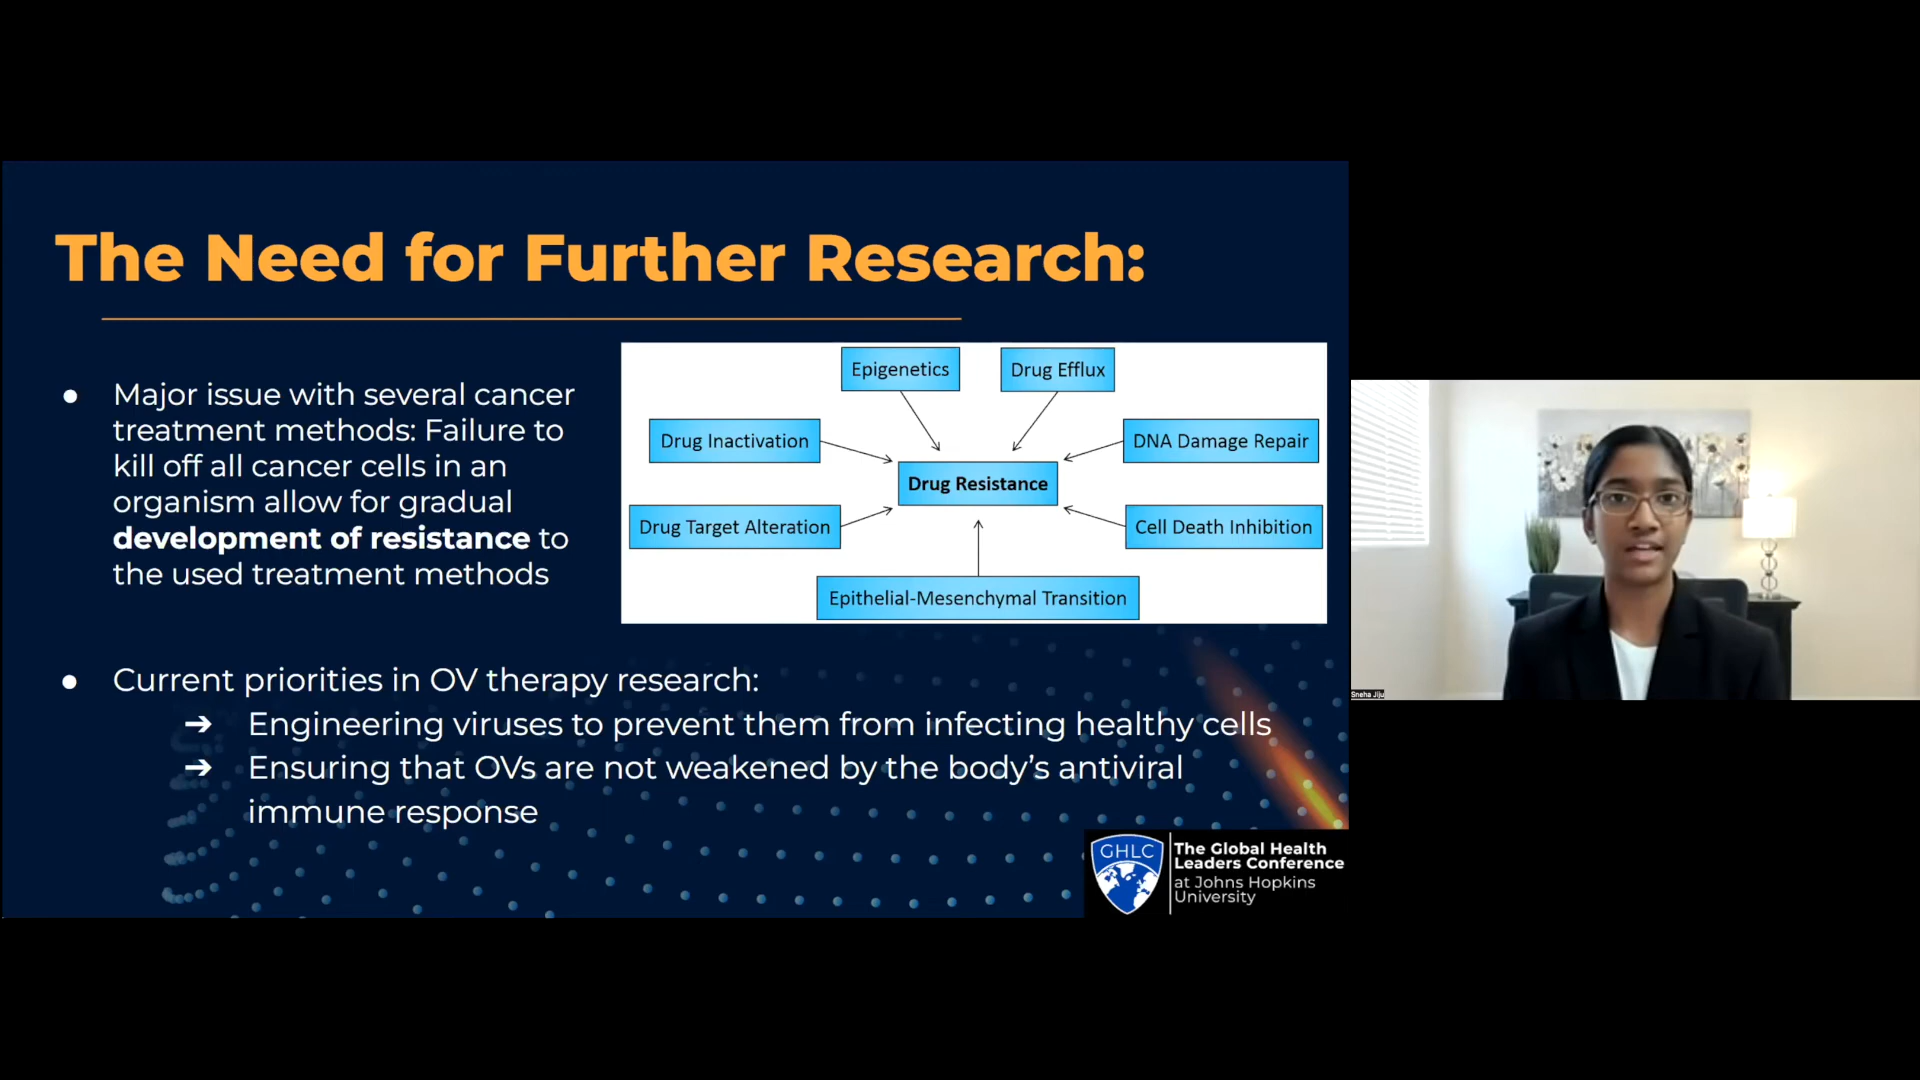 The Need for Further Research:
● Major issue with several cancer
treatment methods: Failure to
kill off all cancer cells in an
organism allow for gradual
development of resistance to
the used treatment methods
Epigenetics
Drug Efflux
Drug Inactivation
DNA Damage Repair
Drug Resistance
Drug Target Alteration
Cell Death Inhibition
Epithelial-Mesenchymal Transition
● Current priorities in OV therapy research:
➔ Engineering viruses to prevent them from infecting healthy cells
➔ Ensuring that OVs are not weakened by the body’s antiviral
immune response
GHLC
The Global Health
Leaders Conference
at Johns Hopkins
University
Sneha Jiju